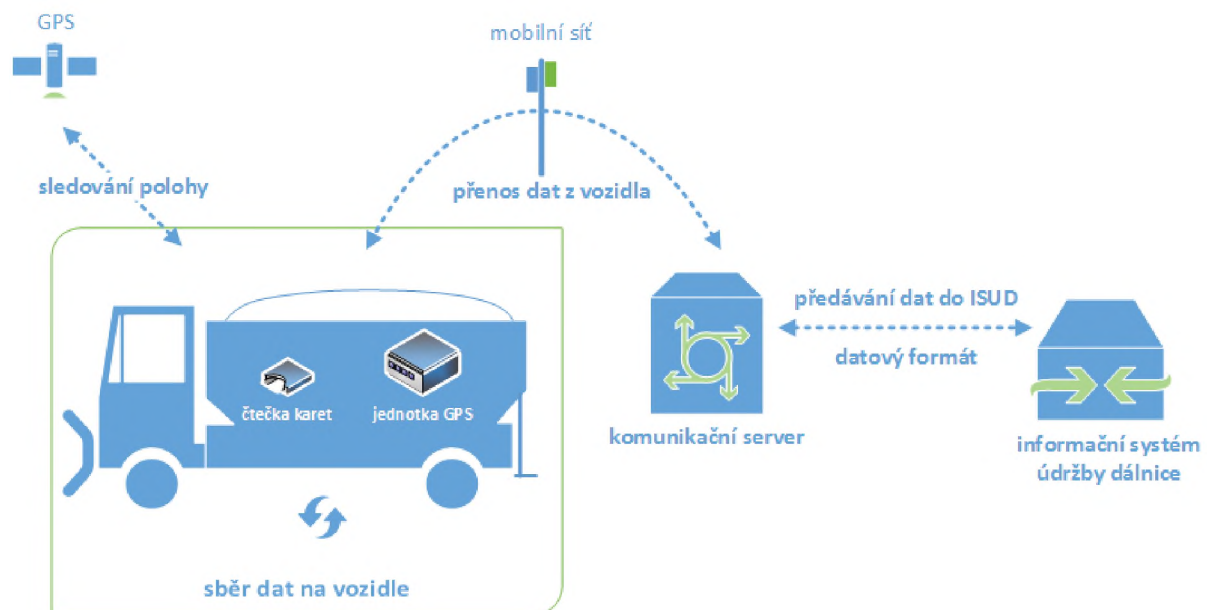 GPS
mobilní síť
sledování polohy
přenos dat z vozidla
předávání dat do ISUD
datový formát
čtečka karet
jednotka GPS
komunikační server
informační systém
údržby dálnice
sběr dat na vozidle